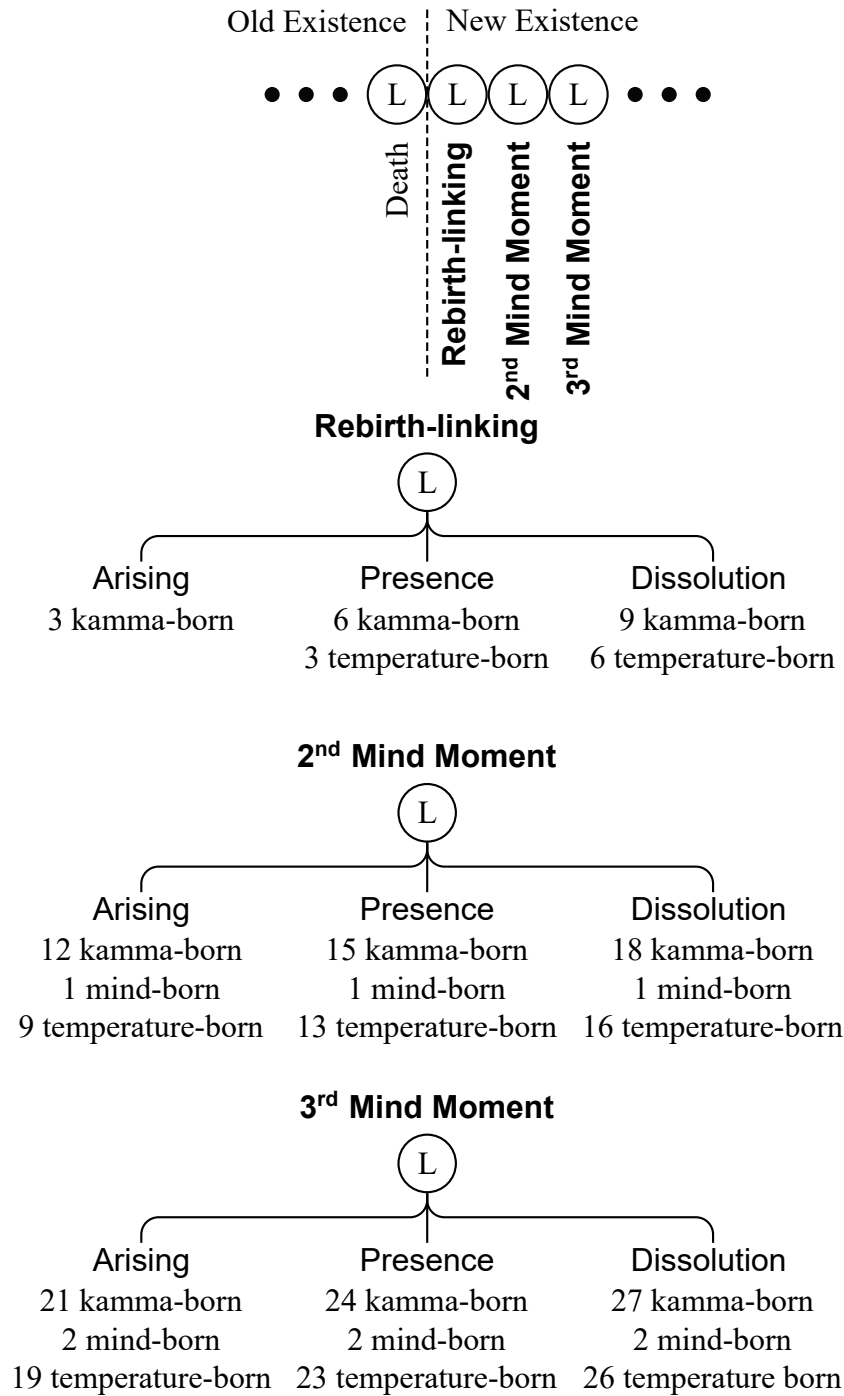 Old Existence New Existence
L L L L
Death
Rebirth-linking
2nd Mind Moment
3rd Mind Moment
Rebirth-linking
L
Arising Presence Dissolution
3 kamma-born 6 kamma-born 9 kamma-born
3 temperature-born 6 temperature-born
2nd Mind Moment
L
Arising Presence Dissolution
12 kamma-born 15 kamma-born 18 kamma-born
1 mind-born 1 mind-born 1 mind-born
9 temperature-born 13 temperature-born 16 temperature-born
3rd Mind Moment
L
Arising Presence Dissolution
21 kamma-born 24 kamma-born 27 kamma-born
2 mind-born 2 mind-born 2 mind-born
19 temperature-born 23 temperature-born 26 temperature born